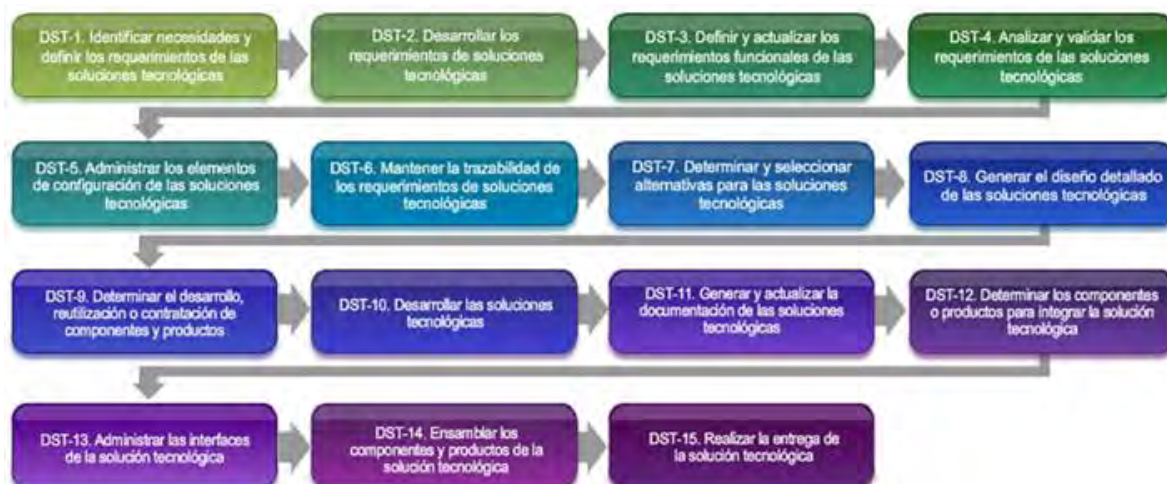 DST-1. Identificar necesidades y
definir los requerimientos de las
soluciones tecnológicas
DST-2. Desarrollar los
requerimientos de soluciones
tecnológicas
DST-3. Definir y actualizar los
requerimientos funcionales de las
soluciones tecnológicas
DST-4. Analizar y validar los
requerimientos de las soluciones
tecnológicas
DST-5. Administrar los elementos
de configuración de las soluciones
tecnológicas
DST-6. Mantener la trazabilidad de
los requerimientos de soluciones
tecnológicas
DST-7. Determinar y seleccionar
alternativas para las soluciones
tecnológicas
DST-8. Generar el diseño detallado
de las soluciones tecnológicas
DST-9. Determinar el desarrollo,
reutilización o contratación de
componentes y productos
DST-10. Desarrollar las soluciones
tecnológicas
DST-11. Generar y actualizar la
documentación de las soluciones
tecnológicas
DST-12. Determinar los componentes
o productos para integrar la solución
tecnológica
DST-13. Administrar las interfaces
de la solución tecnológica
DST-14. Ensamblar los
componentes y productos de la
solución tecnológica
DST-15. Realizar la entrega de
la solución tecnológica